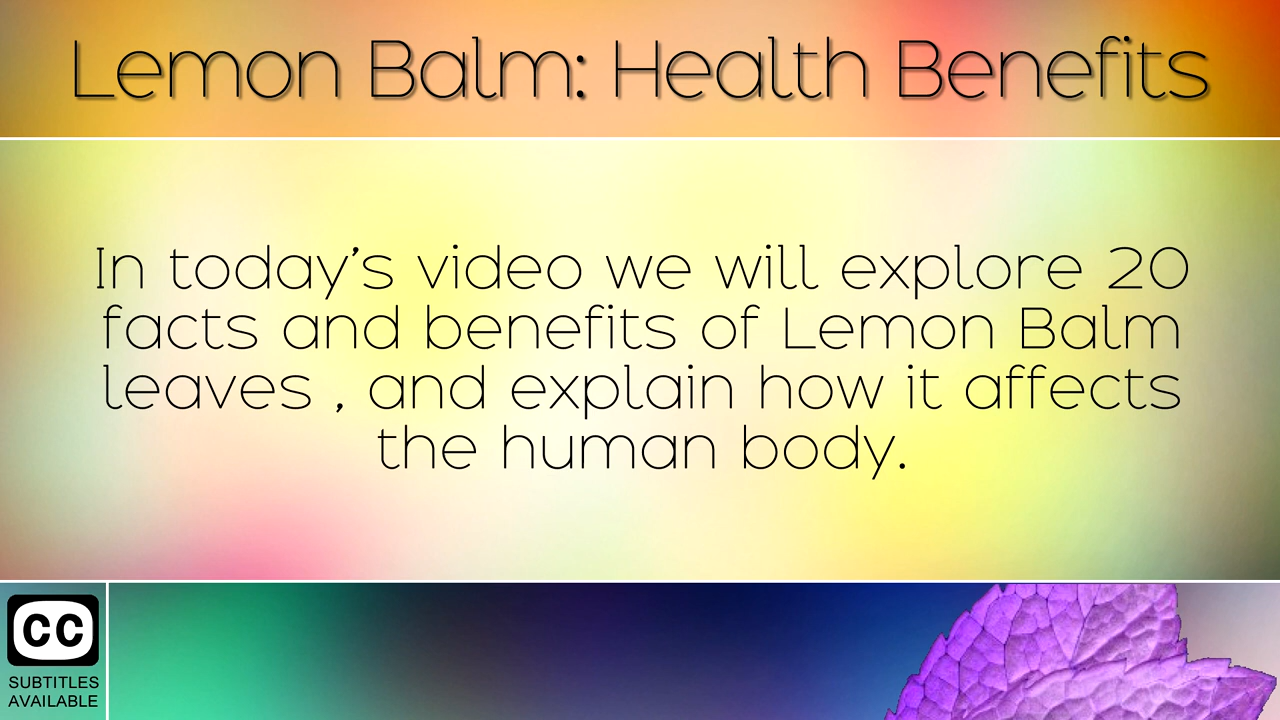 Lemon Balm: Health Benefits
In today's video we will explore 20
facts and benefits of Lemon Balm
leaves , and explain how it affects
the human body.
CC
SUBTITLES
AVAILABLE